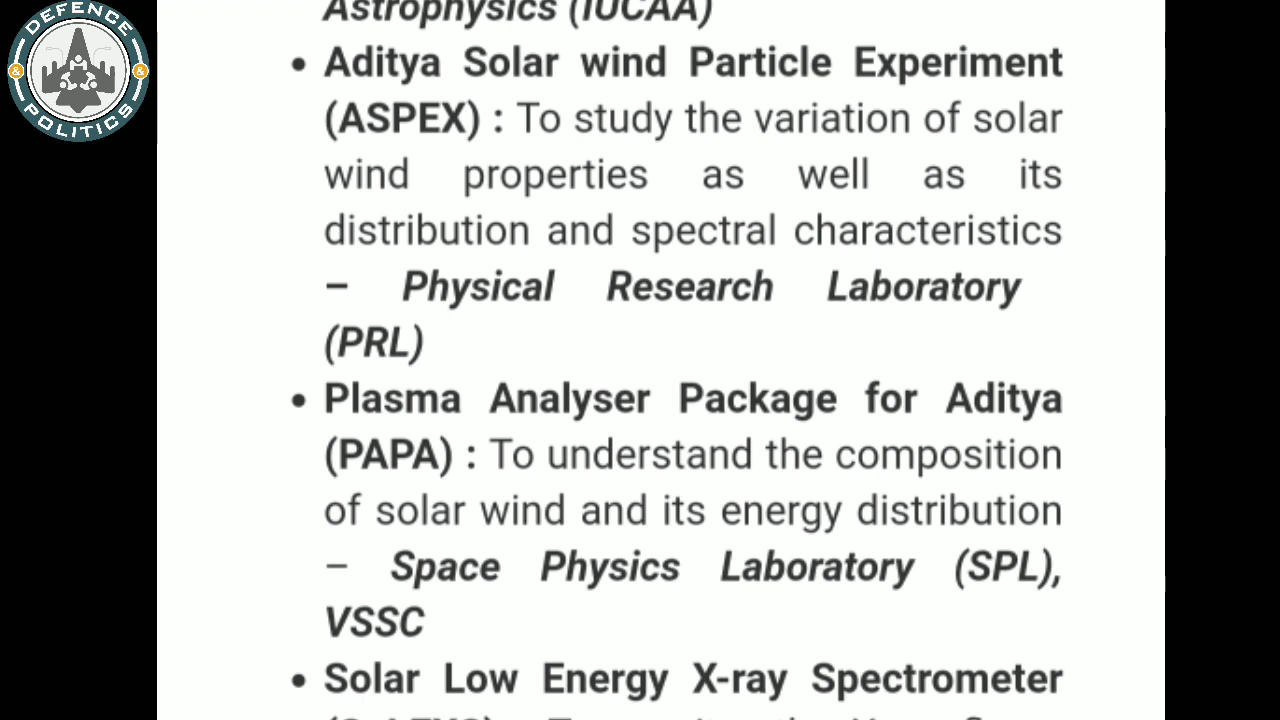 DEFENCE
&
&
POLITICS
Astrophysics (IUCAA)
• Aditya Solar wind Particle Experiment
(ASPEX) : To study the variation of solar
wind properties as well as its
distribution and spectral characteristics
– Physical Research Laboratory
(PRL)
• Plasma Analyser Package for Aditya
(PAPA) : To understand the composition
of solar wind and its energy distribution
– Space Physics Laboratory (SPL),
VSSC
• Solar Low Energy X-ray Spectrometer